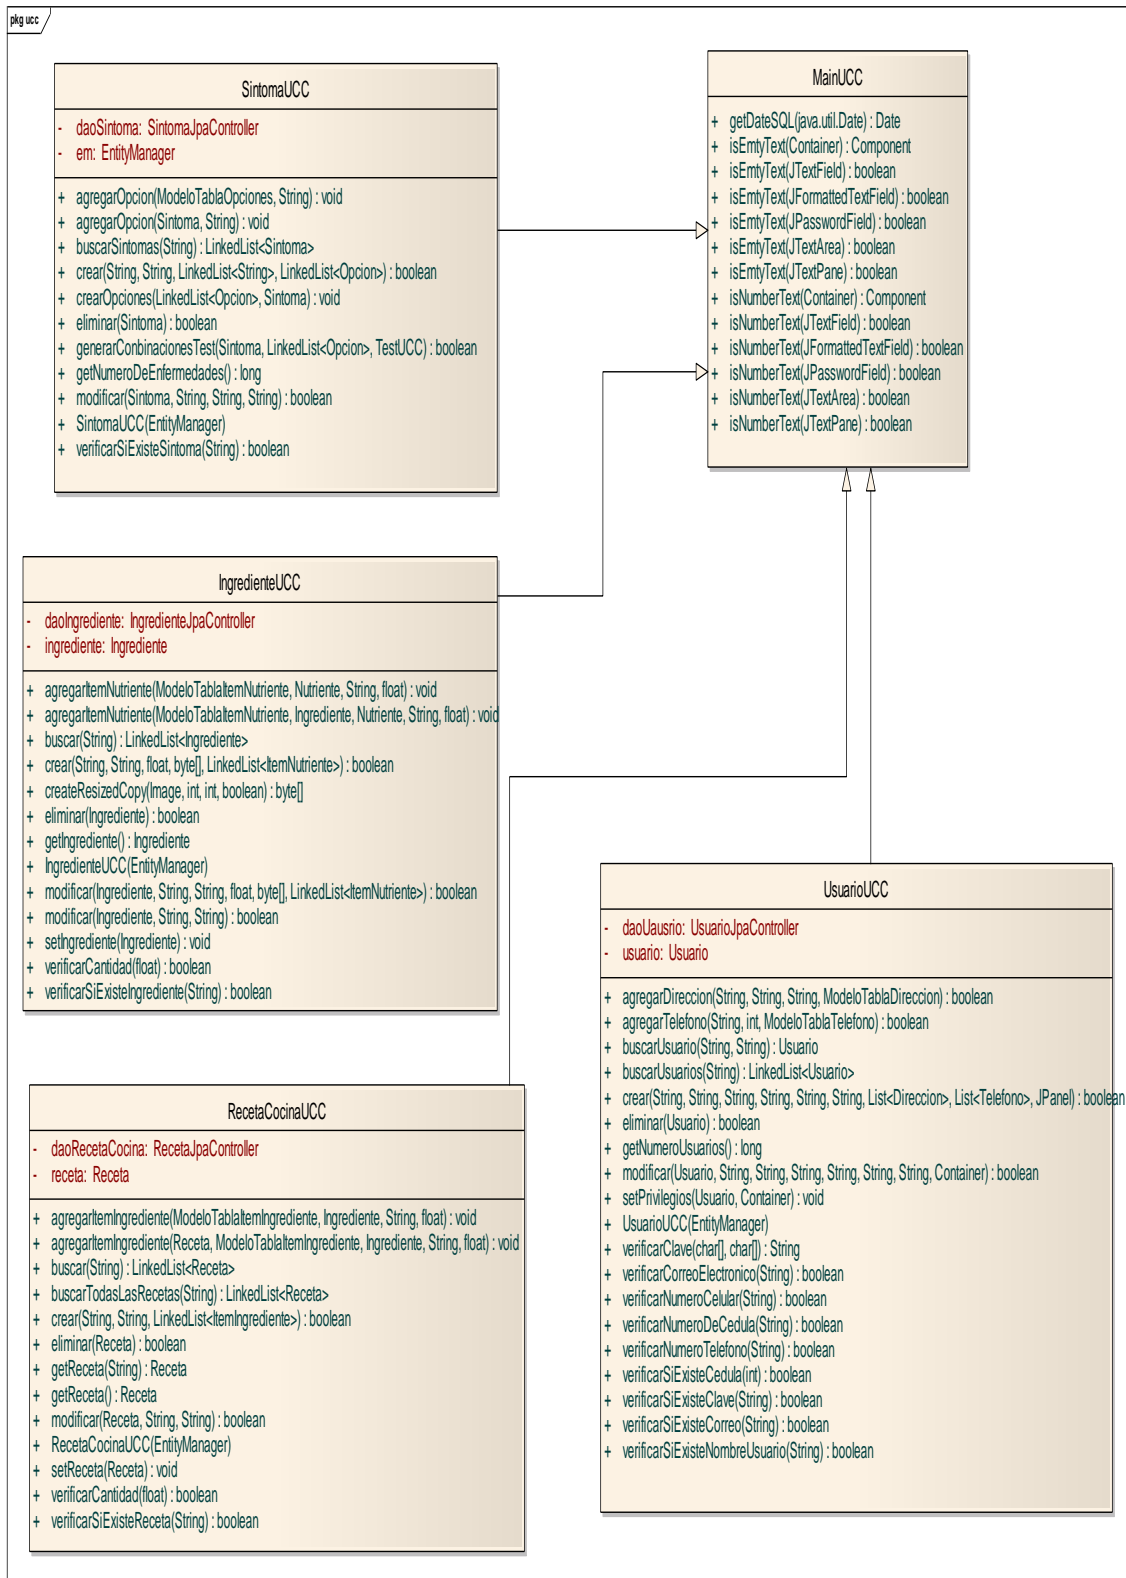 pkg ucc
SintomaUCC
- daoSintoma: SintomaJpaController
- em: EntityManager
+ agregarOpcion(ModeloTablaOpciones, String) : void
+ agregarOpcion(Sintoma, String) : void
+ buscarSintomas(String) : LinkedList<Sintoma>
+ crear(String, String, LinkedList<String>, LinkedList<Opcion>) : boolean
+ crearOpciones(LinkedList<Opcion>, Sintoma) : void
+ eliminar(Sintoma) : boolean
+ generarConbinacionesTest(Sintoma, LinkedList<Opcion>, TestUCC) : boolean
+ getNumeroDeEnfermedades() : long
+ modificar(Sintoma, String, String, String) : boolean
+ SintomaUCC(EntityManager)
+ verificarSiExisteSintoma(String) : boolean
MainUCC
+ getDateSQL(java.util.Date) : Date
+ isEmtyText(Container) : Component
+ isEmtyText(JTextField) : boolean
+ isEmtyText(JFormattedTextField) : boolean
+ isEmtyText(JPasswordField) : boolean
+ isEmtyText(JTextArea) : boolean
+ isEmtyText(JTextPane) : boolean
+ isNumberText(Container) : Component
+ isNumberText(JTextField) : boolean
+ isNumberText(JFormattedTextField) : boolean
+ isNumberText(JPasswordField) : boolean
+ isNumberText(JTextArea) : boolean
+ isNumberText(JTextPane) : boolean
IngredienteUCC
- daoIngrediente: IngredienteJpaController
- ingrediente: Ingrediente
+ agregarItemNutriente(ModeloTablaItemNutriente, Nutriente, String, float) : void
+ agregarItemNutriente(ModeloTablaItemNutriente, Ingrediente, Nutriente, String, float) : void
+ buscar(String) : LinkedList<Ingrediente>
+ crear(String, String, float, byte[], LinkedList<ItemNutriente>) : boolean
+ createResizedCopy(Image, int, int, boolean) : byte[]
+ eliminar(Ingrediente) : boolean
+ getIngrediente() : Ingrediente
+ IngredienteUCC(EntityManager)
+ modificar(Ingrediente, String, String, float, byte[], LinkedList<ItemNutriente>) : boolean
+ modificar(Ingrediente, String, String) : boolean
+ setIngrediente(Ingrediente) : void
+ verificarCantidad(float) : boolean
+ verificarSiExisteIngrediente(String) : boolean
UsuarioUCC
- daoUausrio: UsuarioJpaController
- usuario: Usuario
+ agregarDireccion(String, String, String, ModeloTablaDireccion) : boolean
+ agregarTelefono(String, int, ModeloTablaTelefono) : boolean
+ buscarUsuario(String, String) : Usuario
+ buscarUsuarios(String) : LinkedList<Usuario>
+ crear(String, String, String, String, String, String, List<Direccion>, List<Telefono>, JPanel) : boolean
+ eliminar(Usuario) : boolean
+ getNumeroUsuarios() : long
+ modificar(Usuario, String, String, String, String, String, String, Container) : boolean
+ setPrivilegios(Usuario, Container) : void
+ UsuarioUCC(EntityManager)
+ verificarClave(char[], char[]) : String
+ verificarCorreoElectronico(String) : boolean
+ verificarNumeroCelular(String) : boolean
+ verificarNumeroDeCedula(String) : boolean
+ verificarNumeroTelefono(String) : boolean
+ verificarSiExisteCedula(int) : boolean
+ verificarSiExisteClave(String) : boolean
+ verificarSiExisteCorreo(String) : boolean
+ verificarSiExisteNombreUsuario(String) : boolean
RecetaCocinaUCC
- daoRecetaCocina: RecetaJpaController
- receta: Receta
+ agregarItemIngrediente(ModeloTablaItemIngrediente, Ingrediente, String, float) : void
+ agregarItemIngrediente(Receta, ModeloTablaItemIngrediente, Ingrediente, String, float) : void
+ buscar(String) : LinkedList<Receta>
+ buscarTodasLasRecetas(String) : LinkedList<Receta>
+ crear(String, String, LinkedList<ItemIngrediente>) : boolean
+ eliminar(Receta) : boolean
+ getReceta(String) : Receta
+ getReceta() : Receta
+ modificar(Receta, String, String) : boolean
+ RecetaCocinaUCC(EntityManager)
+ setReceta(Receta) : void
+ verificarCantidad(float) : boolean
+ verificarSiExisteReceta(String) : boolean